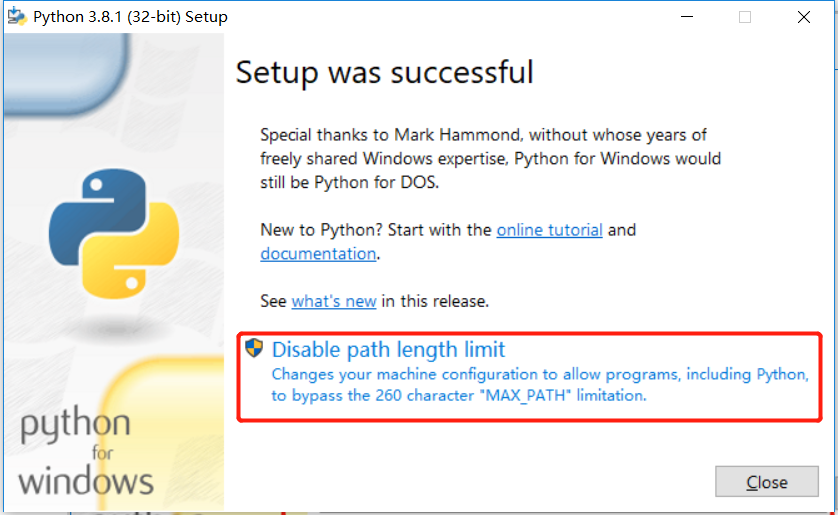 Python 3.8.1 (32-bit) Setup
Setup was successful
Special thanks to Mark Hammond, without whose years of
freely shared Windows expertise, Python for Windows would
still be Python for DOS.
New to Python? Start with the online tutorial and
documentation.
See what's new in this release.
Disable path length limit
Changes your machine configuration to allow programs, including Python,
to bypass the 260 character "MAX_PATH" limitation.
python
for
windows
Close